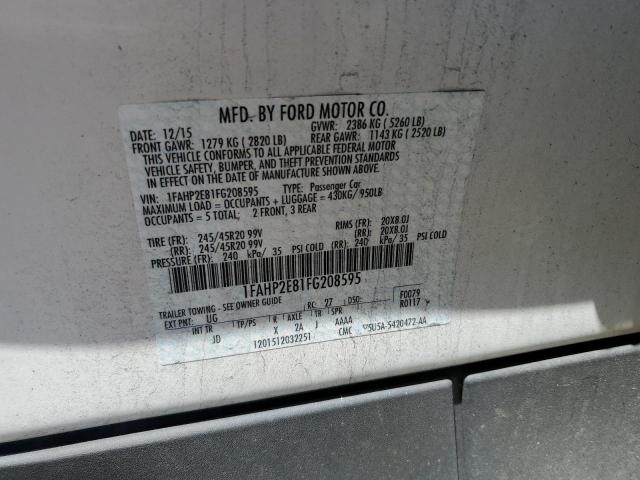 MFD. BY FORD MOTOR CO.
DATE: 12/15 GVWR: 2386 KG ( 5260 LB)
FRONT GAWR: 1279 KG ( 2820 LB) REAR GAWR: 1143 KG ( 2520 LB)
THIS VEHICLE CONFORMS TO ALL APPLICABLE FEDERAL MOTOR
VEHICLE SAFETY, BUMPER, AND THEFT PREVENTION STANDARDS
IN EFFECT ON THE DATE OF MANUFACTURE SHOWN ABOVE.
VIN: 1FAHP2E81FG208595 TYPE: Passenger Car
MAXIMUM LOAD = OCCUPANTS + LUGGAGE = 430KG/950LB
OCCUPANTS = 5 TOTAL; 2 FRONT, 3 REAR
TIRE (FR): 245/45R20 99V RIM (FR): 20X8.0J
(RR): 245/45R20 99V (RR): 20X8.0J
PRESSURE (FR): 240 kPa/ 35 PSI COLD (RR): 240 kPa/ 35 PSI COLD
1FAHP2E81FG208595
TRAILER TOWING - SEE OWNER GUIDE RC: 27 DSO: F0079
EXT PNT: UG R0117
INT TR TP/PS R AXLE TR SPR
JD X 2A J AAAA
1201512032251 CMC 5U5A-5420472-AA